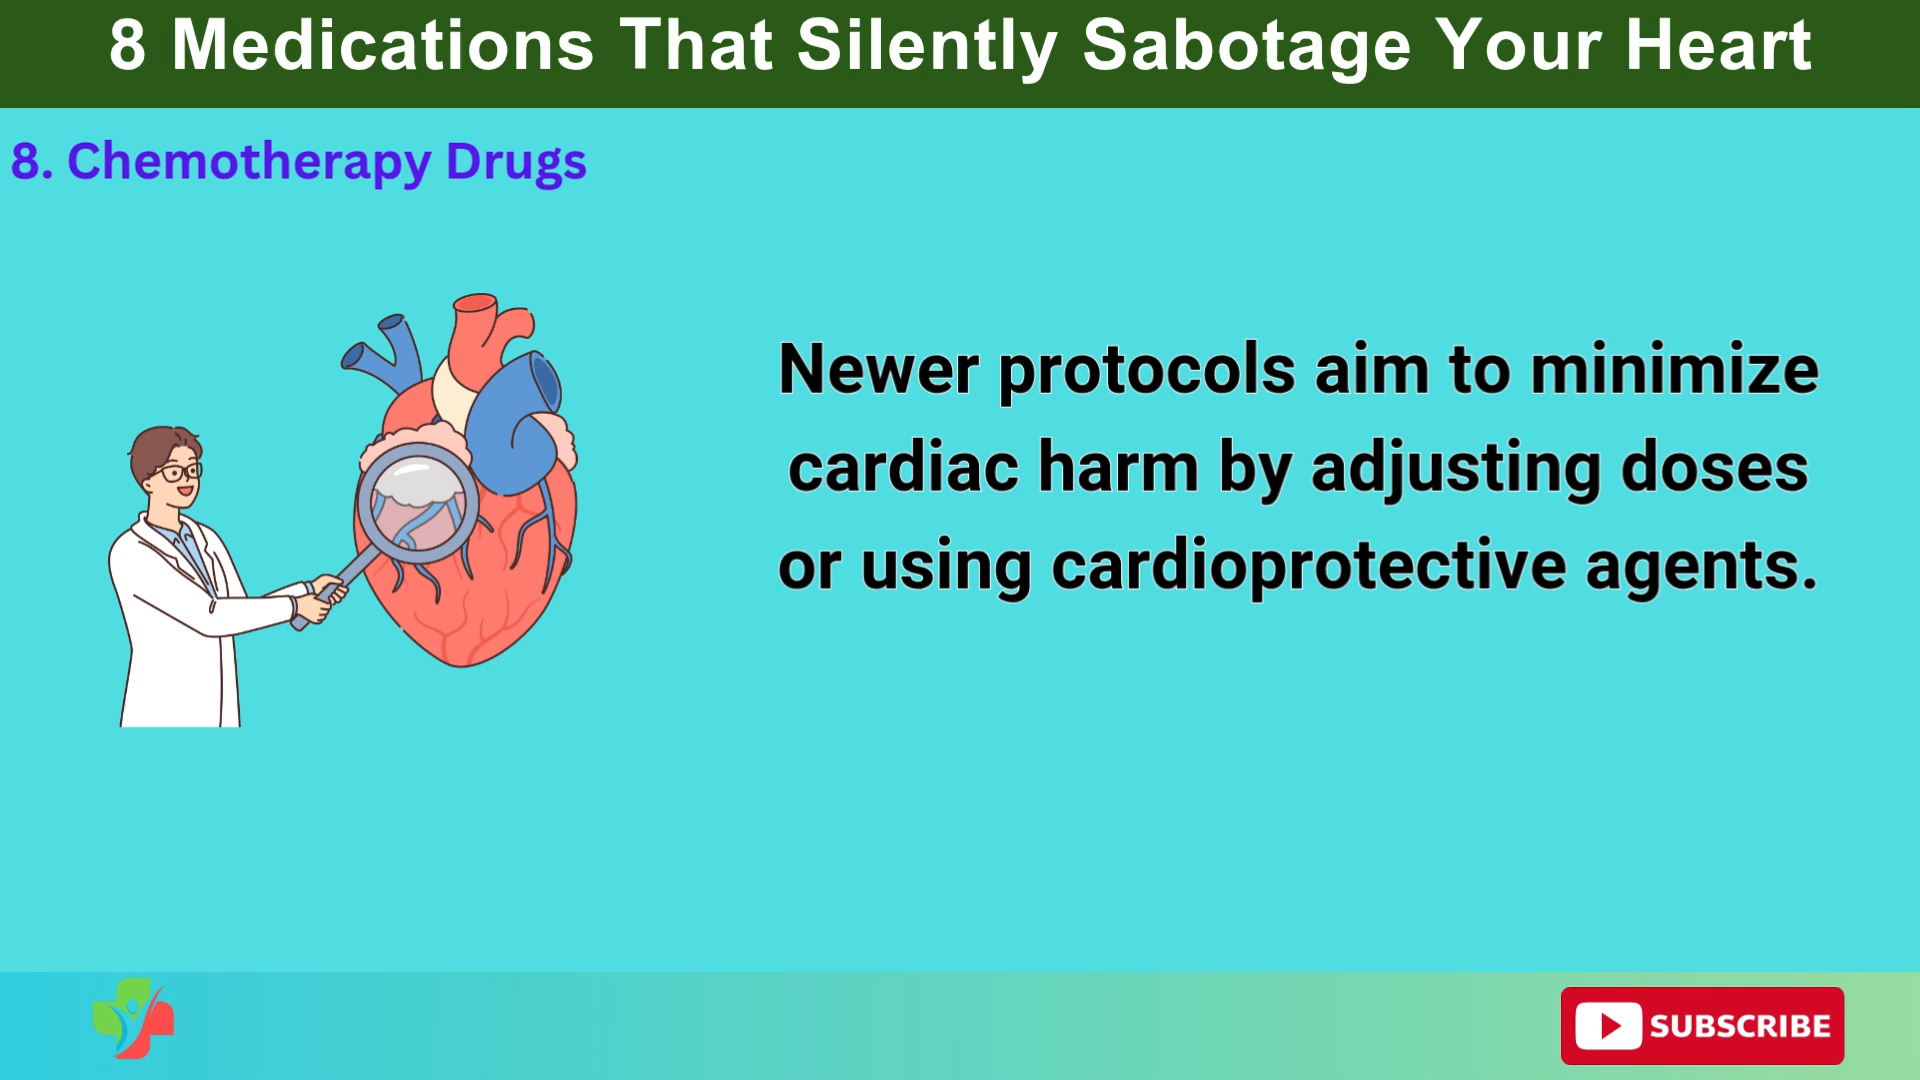 8 Medications That Silently Sabotage Your Heart
8. Chemotherapy Drugs
Newer protocols aim to minimize
cardiac harm by adjusting doses
or using cardioprotective agents.
SUBSCRIBE